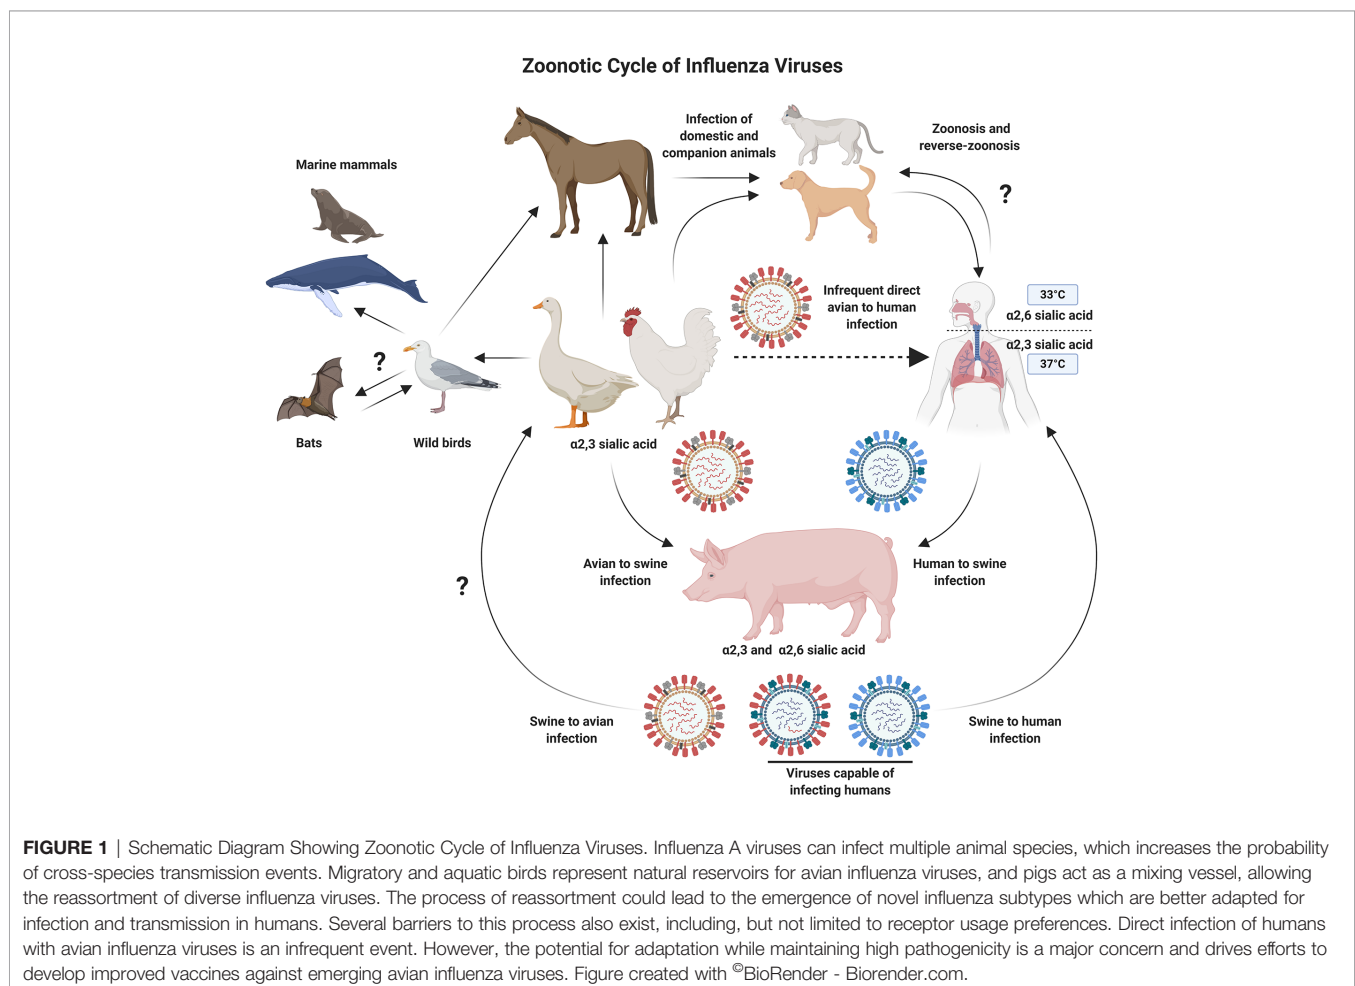 Zoonotic Cycle of Influenza Viruses
Infection of
domestic and
companion animals
Zoonosis and
reverse-zoonosis
?
Marine mammals
Infrequent direct
avian to human
infection
33°C
α2,6 sialic acid
α2,3 sialic acid
37°C
?
Bats
Wild birds
α2,3 sialic acid
Avian to swine
infection
Human to swine
infection
?
α2,3 and α2,6 sialic acid
Swine to avian
infection
Swine to human
infection
Viruses capable of
infecting humans
FIGURE 1 | Schematic Diagram Showing Zoonotic Cycle of Influenza Viruses. Influenza A viruses can infect multiple animal species, which increases the probability
of cross-species transmission events. Migratory and aquatic birds represent natural reservoirs for avian influenza viruses, and pigs act as a mixing vessel, allowing
the reassortment of diverse influenza viruses. The process of reassortment could lead to the emergence of novel influenza subtypes which are better adapted for
infection and transmission in humans. Several barriers to this process also exist, including, but not limited to receptor usage preferences. Direct infection of humans
with avian influenza viruses is an infrequent event. However, the potential for adaptation while maintaining high pathogenicity is a major concern and drives efforts to
develop improved vaccines against emerging avian influenza viruses. Figure created with ©BioRender - Biorender.com.